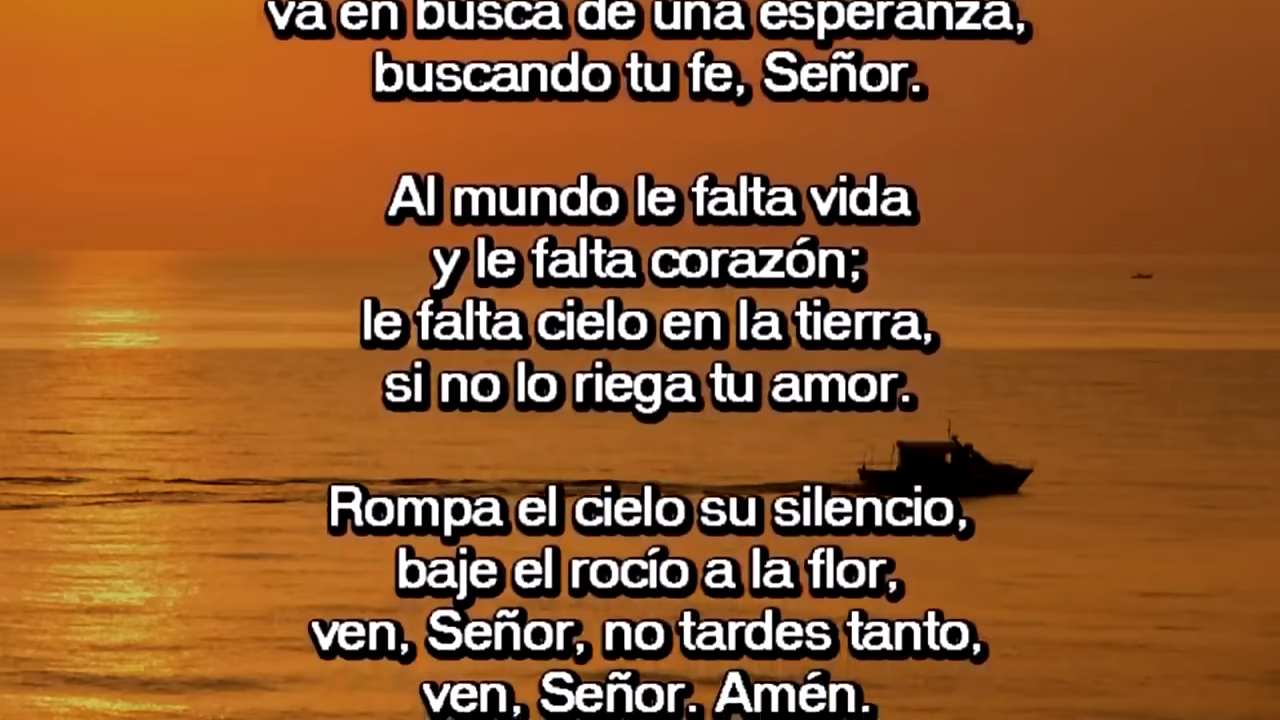 va en busca de una esperanza,
buscando tu fe, Señor.
Al mundo le falta vida
y le falta corazón;
le falta cielo en la tierra,
si no lo riega tu amor.
Rompa el cielo su silencio,
baje el rocío a la flor,
ven, Señor, no tardes tanto,
ven, Señor. Amén.